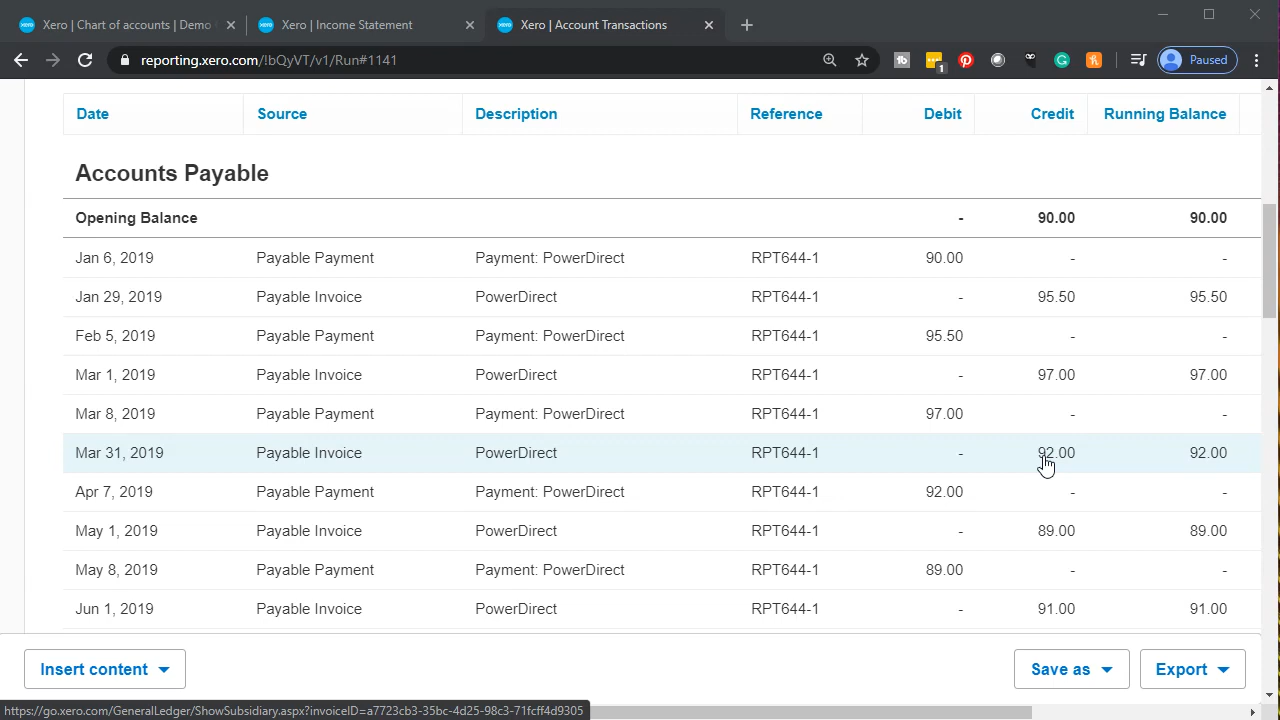 Xero | Chart of accounts | Demo
Xero | Income Statement
Xero | Account Transactions
reporting.xero.com/!bQyVT/v1/Run#1141
1
Paused
Date Source Description Reference Debit Credit Running Balance
Accounts Payable
Opening Balance - 90.00 90.00
Jan 6, 2019 Payable Payment Payment: PowerDirect RPT644-1 90.00 - -
Jan 29, 2019 Payable Invoice PowerDirect RPT644-1 - 95.50 95.50
Feb 5, 2019 Payable Payment Payment: PowerDirect RPT644-1 95.50 - -
Mar 1, 2019 Payable Invoice PowerDirect RPT644-1 - 97.00 97.00
Mar 8, 2019 Payable Payment Payment: PowerDirect RPT644-1 97.00 - -
Mar 31, 2019 Payable Invoice PowerDirect RPT644-1 - 92.00 92.00
Apr 7, 2019 Payable Payment Payment: PowerDirect RPT644-1 92.00 - -
May 1, 2019 Payable Invoice PowerDirect RPT644-1 - 89.00 89.00
May 8, 2019 Payable Payment Payment: PowerDirect RPT644-1 89.00 - -
Jun 1, 2019 Payable Invoice PowerDirect RPT644-1 - 91.00 91.00
Insert content Save as Export
https://go.xero.com/GeneralLedger/ShowSubsidiary.aspx?invoiceID=a7723cb3-35bc-4d25-98c3-71fcff4d9305